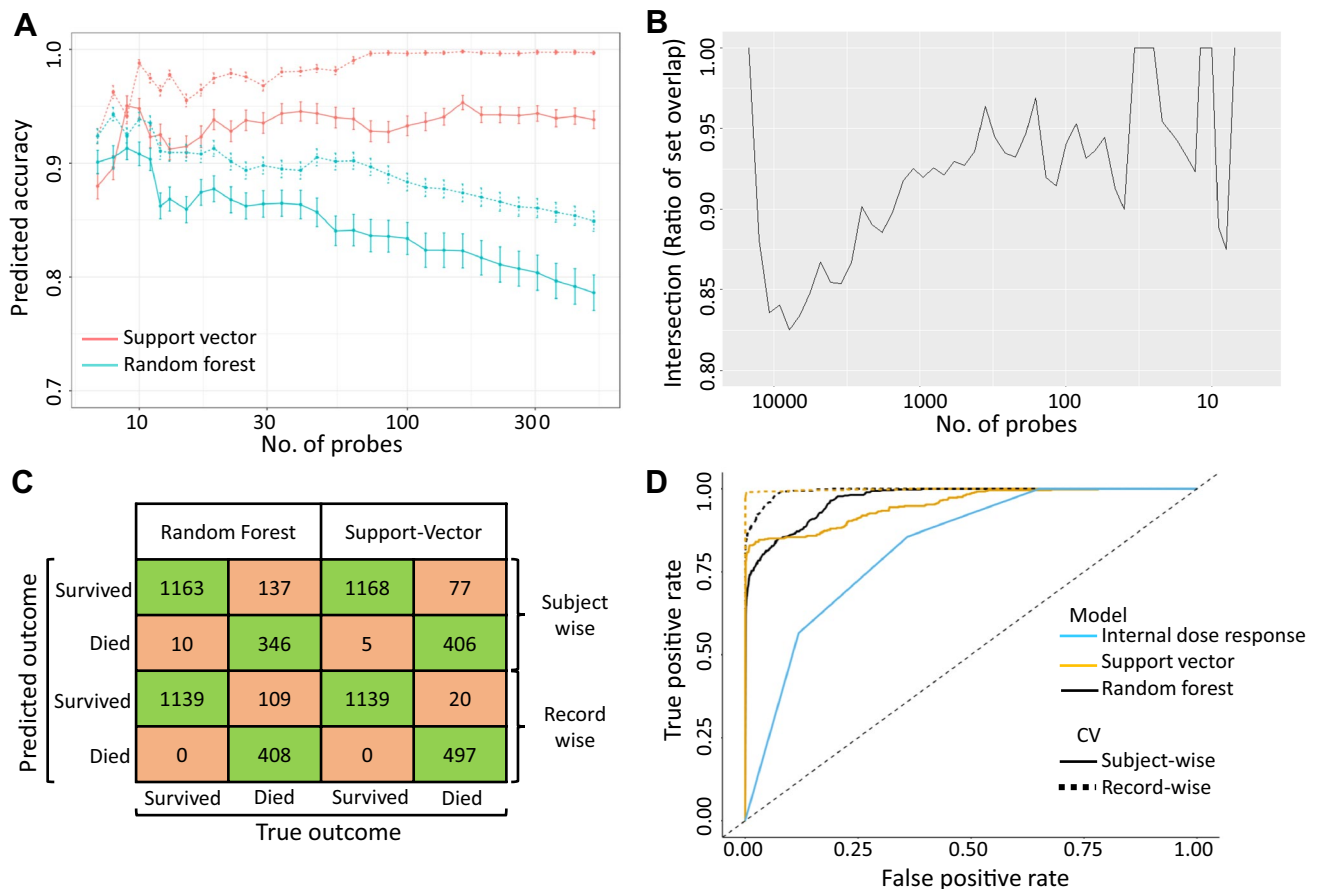 A
Predicted accuracy
1.0
0.9
0.8
0.7
Support vector
Random forest
10 30 100 300
No. of probes
B
Intersection (Ratio of set overlap)
1.00
0.95
0.90
0.85
0.80
10000 1000 100 10
No. of probes
C
Random Forest Support-Vector
Predicted outcome
Survived 1163 137 1168 77
Died 10 346 5 406
Subject
wise
Survived 1139 109 1139 20
Died 0 408 0 497
Record
wise
Survived Died Survived Died
True outcome
D
True positive rate
1.00
0.75
0.50
0.25
0.00
Model
Internal dose response
Support vector
Random forest
CV
Subject-wise
Record-wise
0.00 0.25 0.50 0.75 1.00
False positive rate